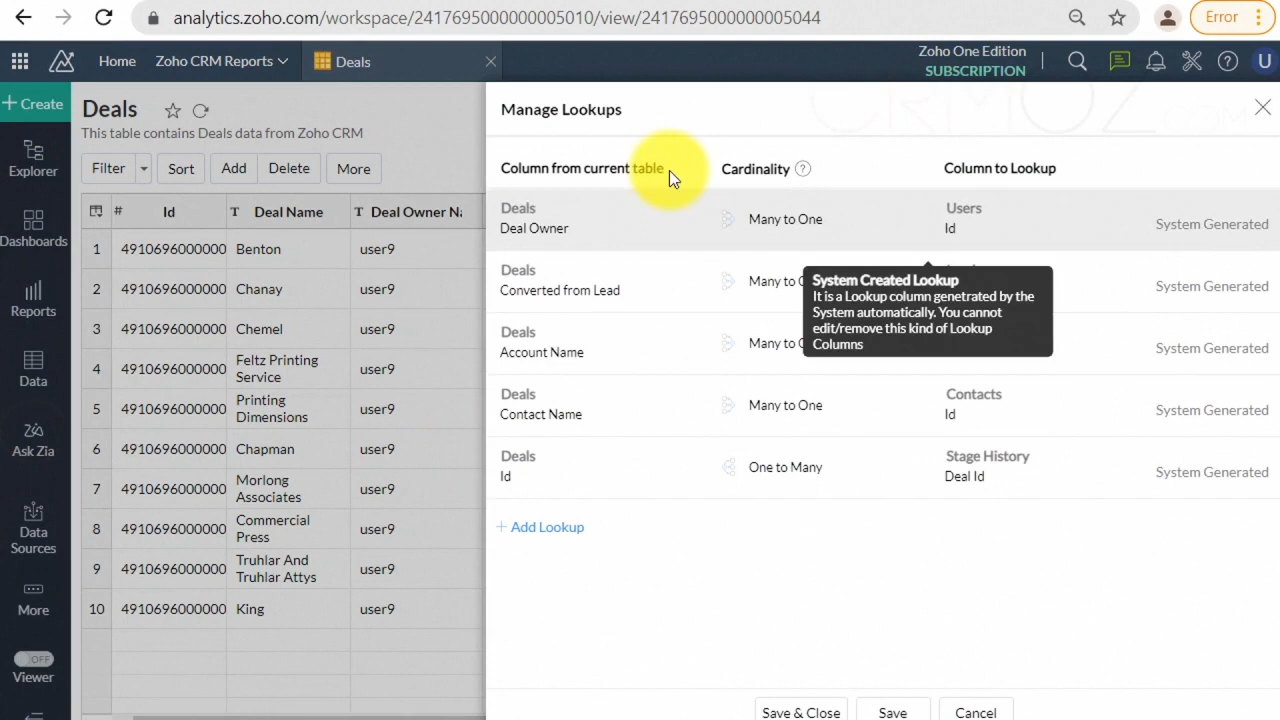 analytics.zoho.com/workspace/2417695000000005010/view/2417695000000005044
Error
Home
Zoho CRM Reports
Deals
Zoho One Edition
SUBSCRIPTION
U
+ Create
Explorer
Dashboards
Reports
Data
Ask Zia
Data
Sources
More
OFF
Viewer
Deals
This table contains Deals data from Zoho CRM
Filter
Sort
Add
Delete
More
# Id
T Deal Name
T Deal Owner Na
1 4910696000000 Benton user9
2 4910696000000 Chanay user9
3 4910696000000 Chemel user9
4 4910696000000 Feltz Printing
Service user9
5 4910696000000 Printing
Dimensions user9
6 4910696000000 Chapman user9
7 4910696000000 Morlong
Associates user9
8 4910696000000 Commercial
Press user9
9 4910696000000 Truhlar And
Truhlar Attys user9
10 4910696000000 King user9
Manage Lookups
CRMOZ.COM
Column from current table
Cardinality ?
Column to Lookup
Deals
Deal Owner
Many to One
Users
Id
System Generated
Deals
Converted from Lead
Many to O
System Generated
System Created Lookup
It is a Lookup column genetrated by the
System automatically. You cannot
edit/remove this kind of Lookup
Columns
Deals
Account Name
Many to O
System Generated
Deals
Contact Name
Many to One
Contacts
Id
System Generated
Deals
Id
One to Many
Stage History
Deal Id
System Generated
+ Add Lookup
Save & Close
Save
Cancel